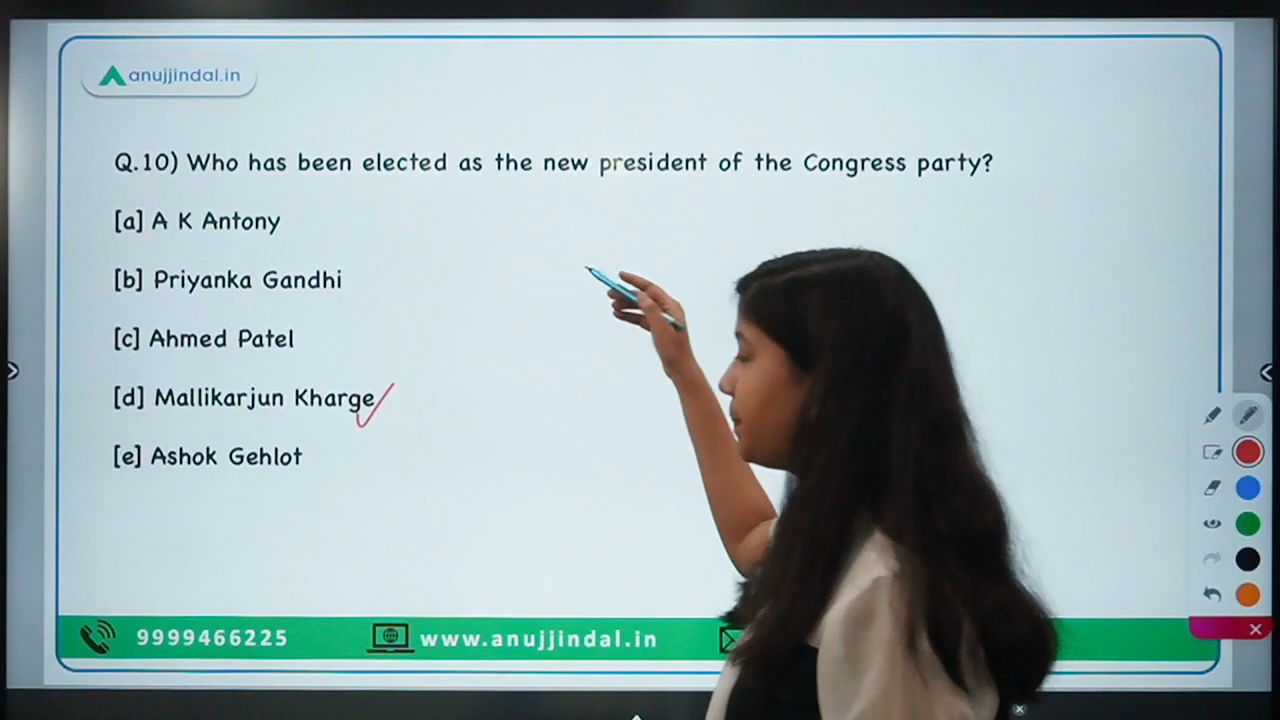 anujjindal.in
Q.10) Who has been elected as the new president of the Congress party?
[a] A K Antony
[b] Priyanka Gandhi
[c] Ahmed Patel
[d] Mallikarjun Kharge
[e] Ashok Gehlot
9999466225 www.anujjindal.in